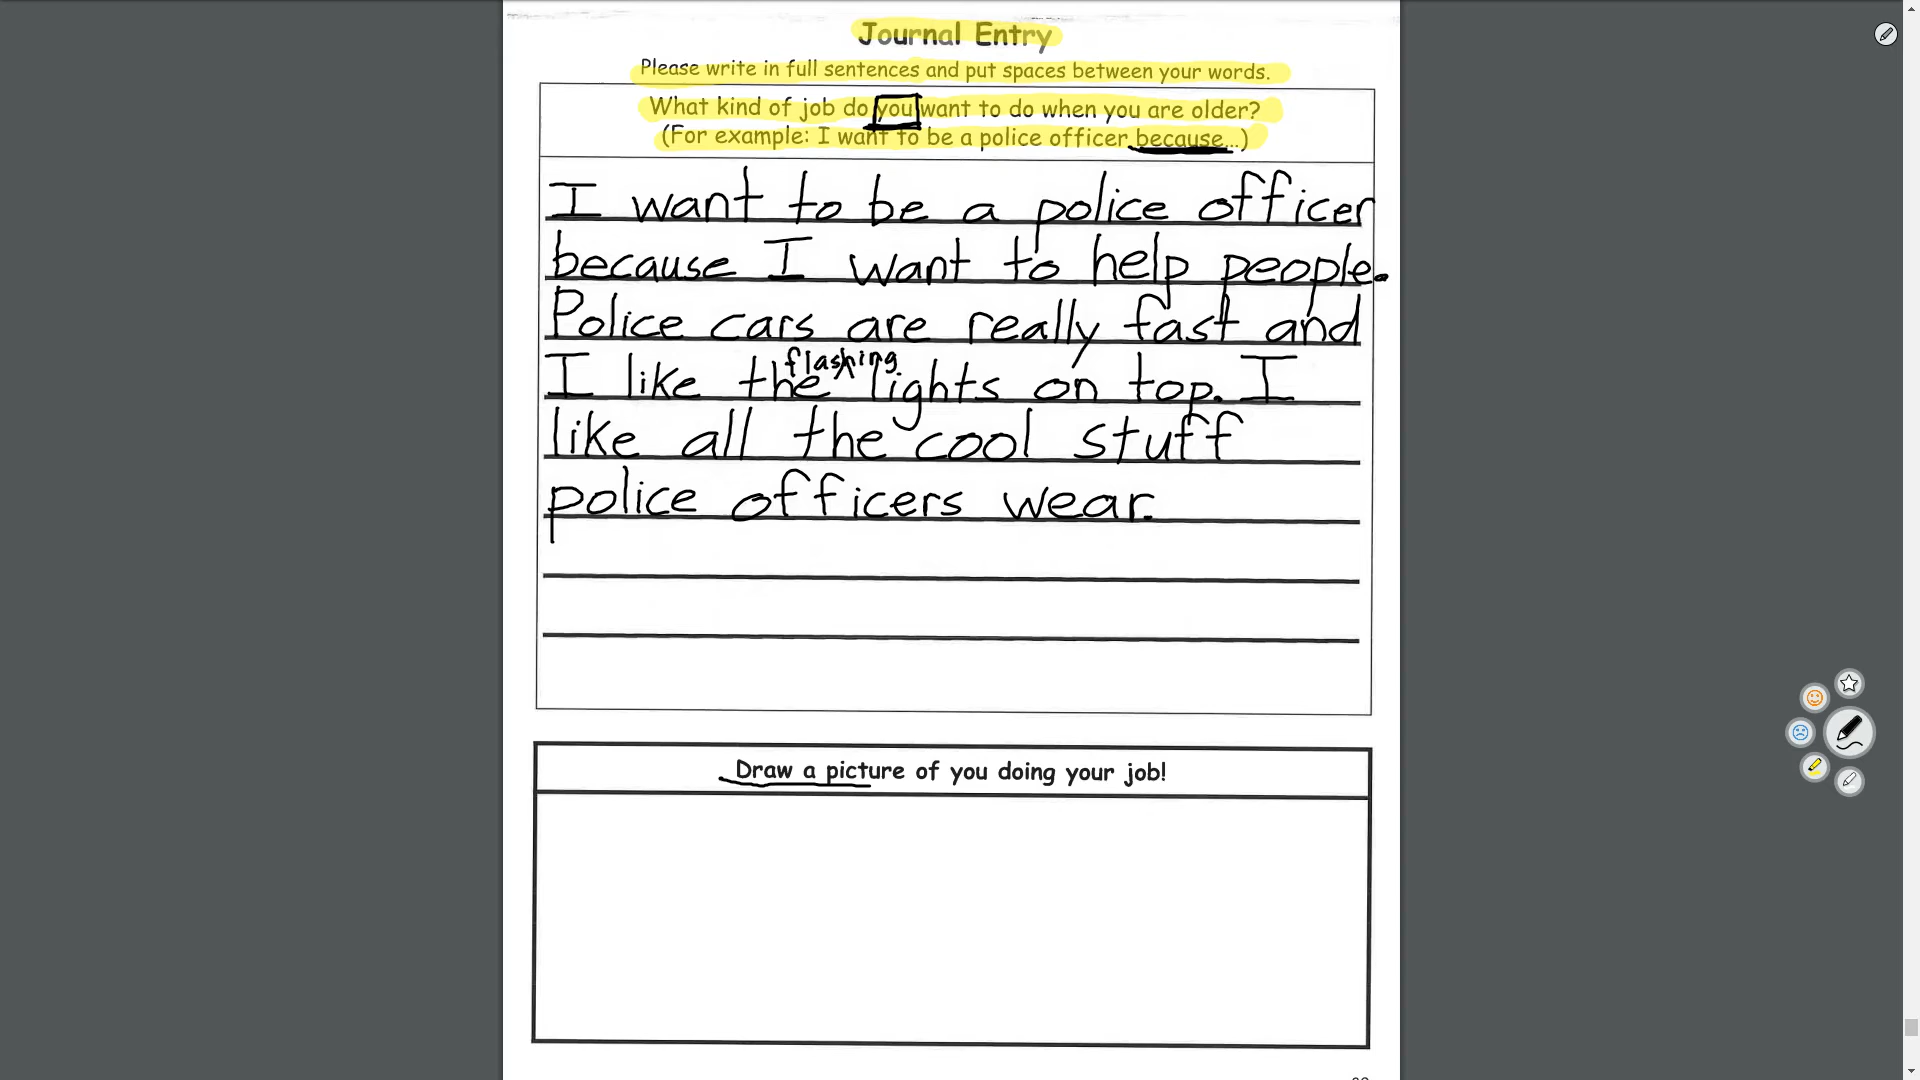 Journal Entry
Please write in full sentences and put spaces between your words.
What kind of job do you want to do when you are older?
(For example: I want to be a police officer because...)
I want to be a police officer
because I want to help people.
Police cars are really fast and
flashing
I like the lights on top. I
like all the cool stuff
police officers wear.
Draw a picture of you doing your job!